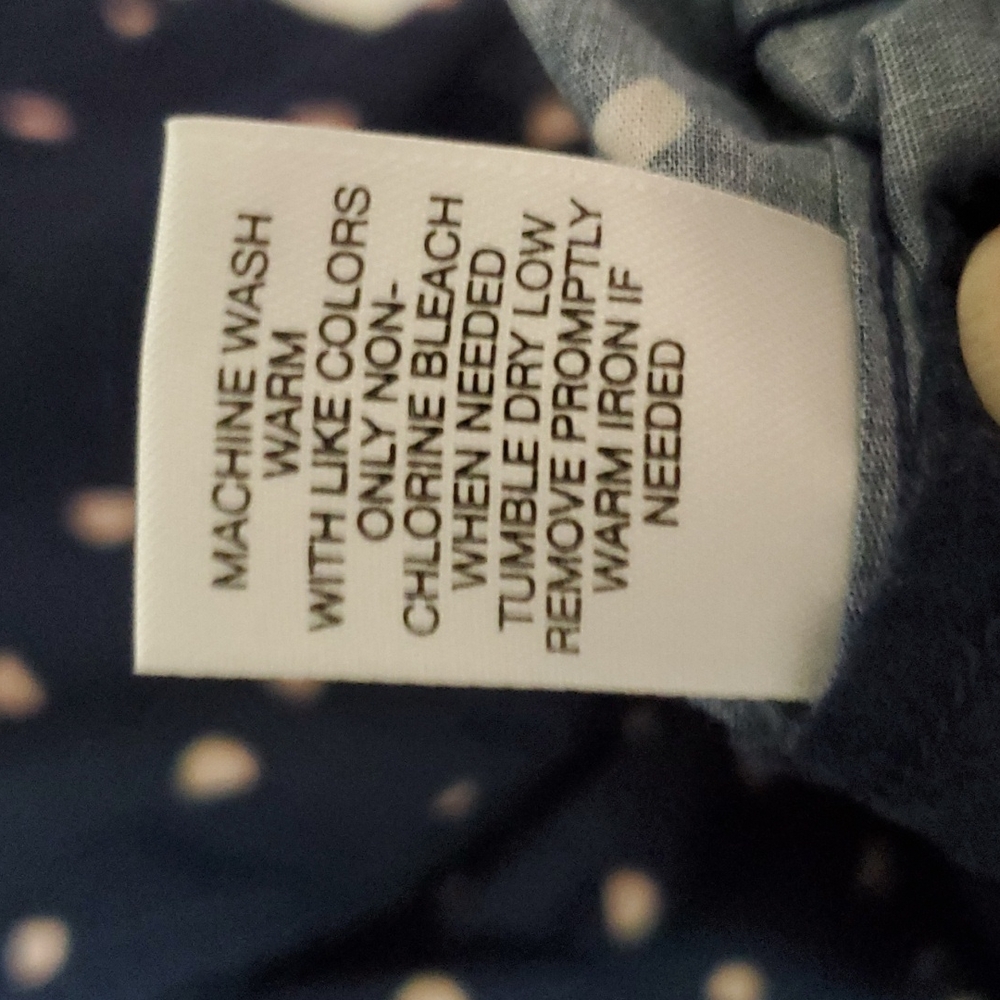 MACHINE WASH
WARM
WITH LIKE COLORS
ONLY NON-
CHLORINE BLEACH
WHEN NEEDED
TUMBLE DRY LOW
REMOVE PROMPTLY
WARM IRON IF
NEEDED